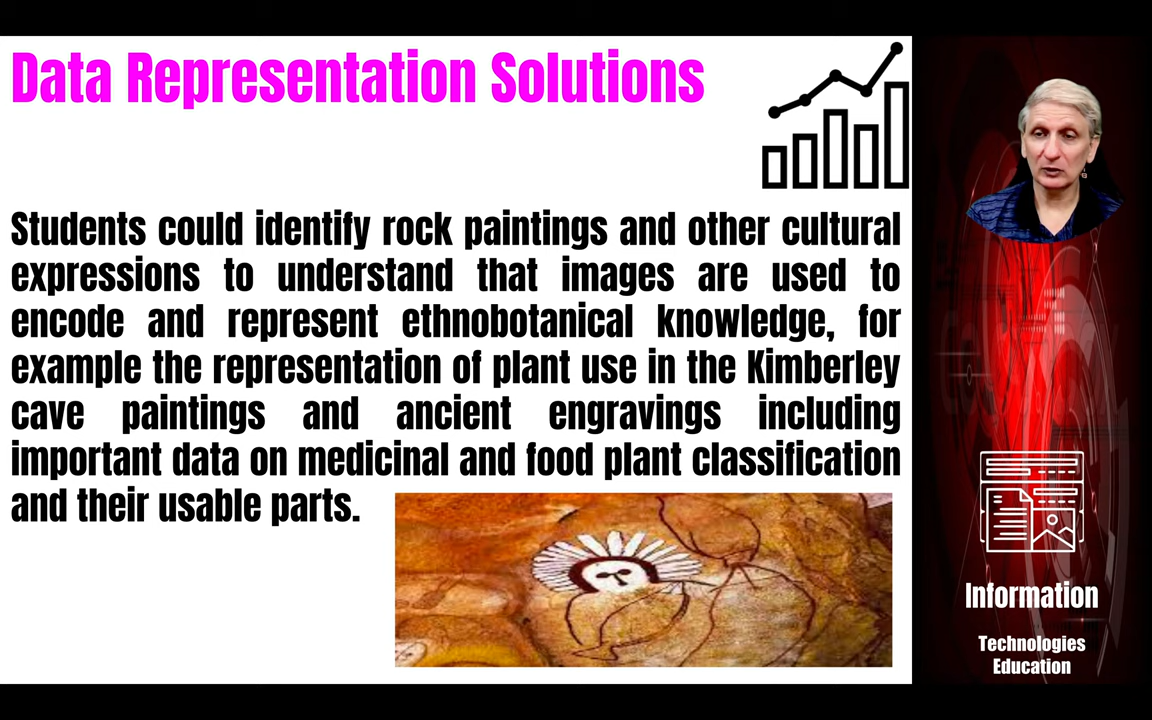 Data Representation Solutions
Students could identify rock paintings and other cultural
expressions to understand that images are used to
encode and represent ethnobotanical knowledge, for
example the representation of plant use in the Kimberley
cave paintings and ancient engravings including
important data on medicinal and food plant classification
and their usable parts.
Information
Technologies
Education